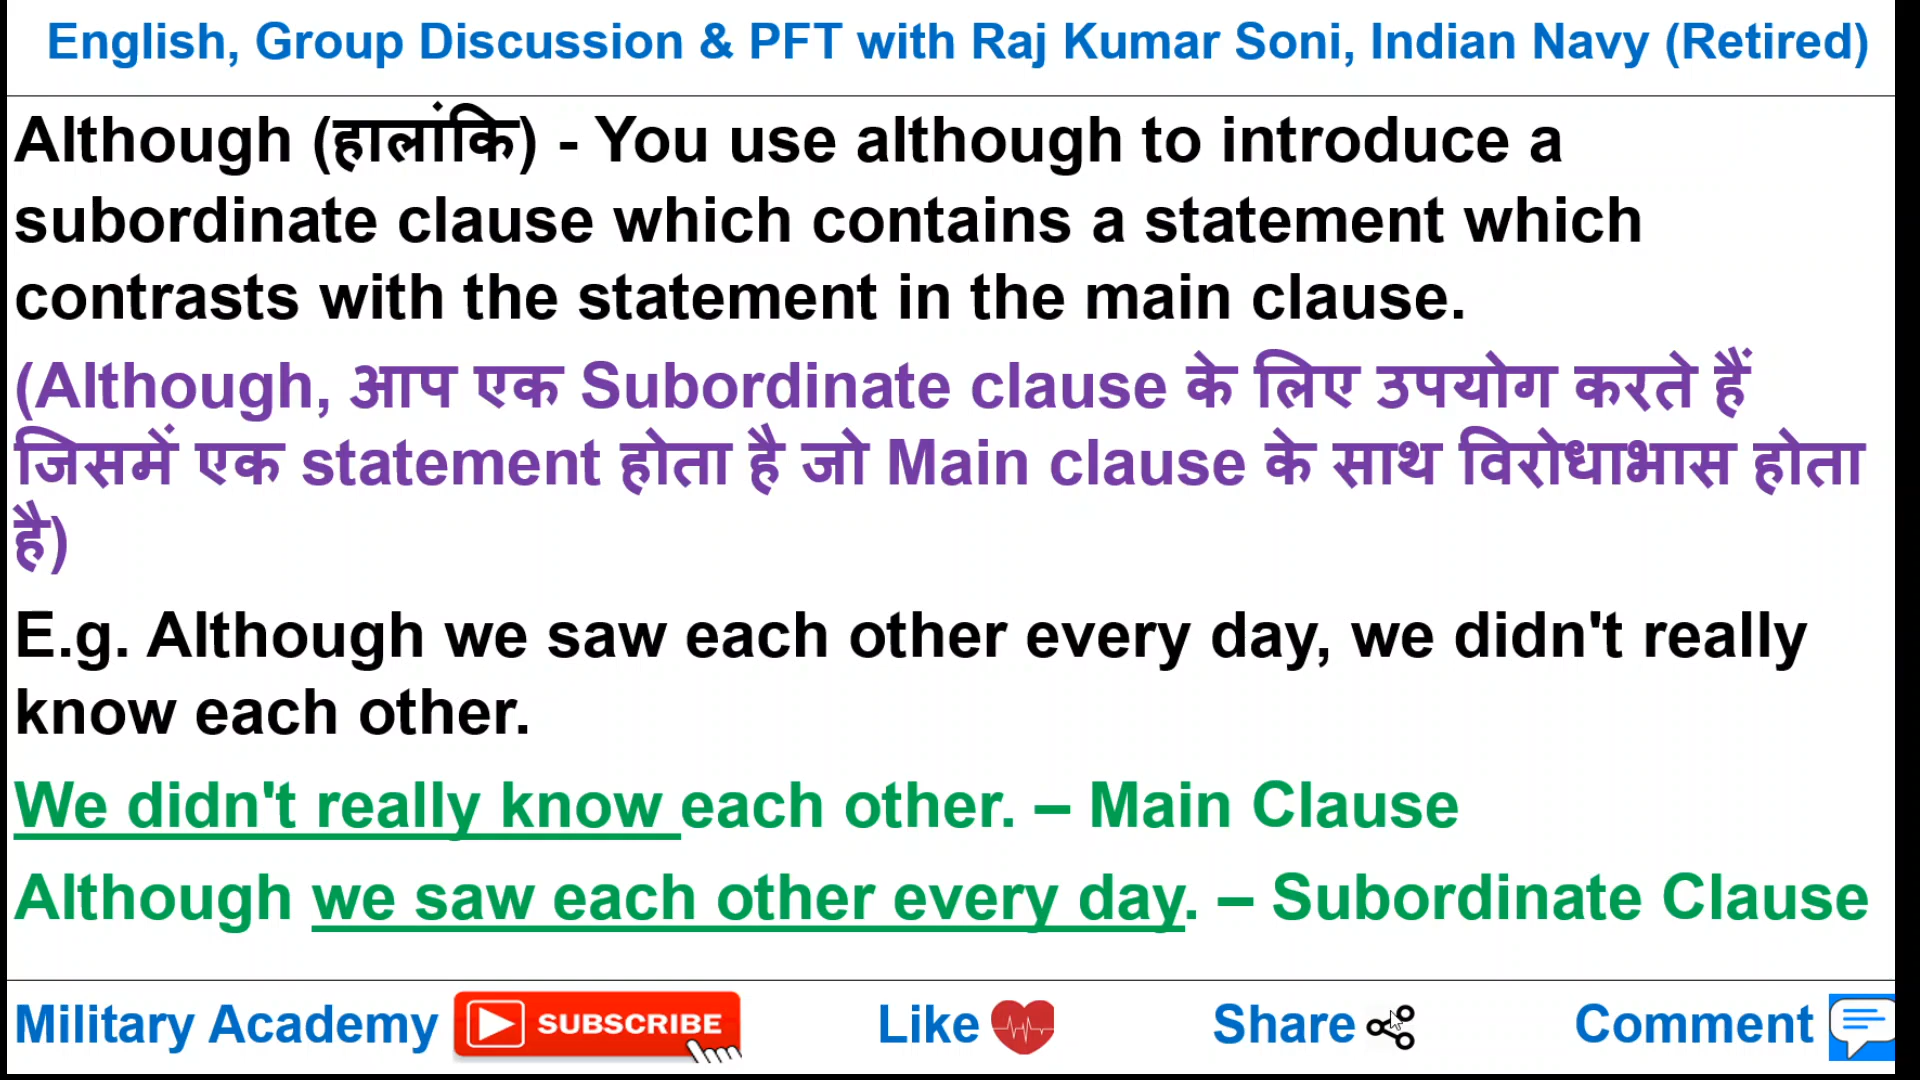 English, Group Discussion & PFT with Raj Kumar Soni, Indian Navy (Retired)
Although (हालांकि) - You use although to introduce a
subordinate clause which contains a statement which
contrasts with the statement in the main clause.
(Although, आप एक Subordinate clause के लिए उपयोग करते हैं
जिसमें एक statement होता है जो Main clause के साथ विरोधाभास होता
है)
E.g. Although we saw each other every day, we didn't really
know each other.
We didn't really know each other. – Main Clause
Although we saw each other every day. – Subordinate Clause
Military Academy SUBSCRIBE Like Share Comment